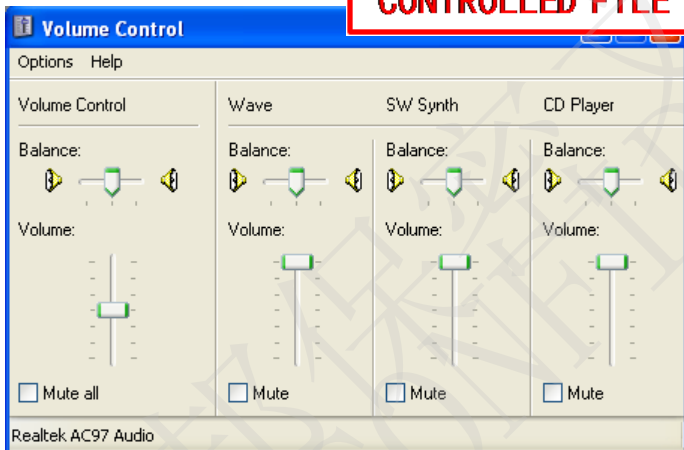 CONTROLLED FILE
Volume Control
Options Help
Volume Control Wave SW Synth CD Player
Balance: Balance: Balance: Balance:
Volume: Volume: Volume: Volume:
Mute all Mute Mute Mute
Realtek AC97 Audio